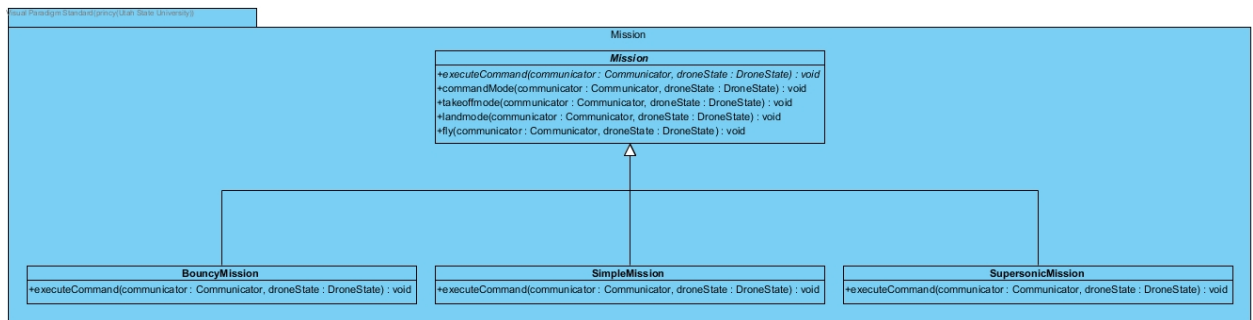 Visual Paradigm Standard(princy(Utah State University))
Mission
Mission
+executeCommand(communicator : Communicator, droneState : DroneState) : void
+commandMode(communicator : Communicator, droneState : DroneState) : void
+takeoffmode(communicator : Communicator, droneState : DroneState) : void
+landmode(communicator : Communicator, droneState : DroneState) : void
+fly(communicator : Communicator, droneState : DroneState) : void
BouncyMission
+executeCommand(communicator : Communicator, droneState : DroneState) : void
SimpleMission
+executeCommand(communicator : Communicator, droneState : DroneState) : void
SupersonicMission
+executeCommand(communicator : Communicator, droneState : DroneState) : void